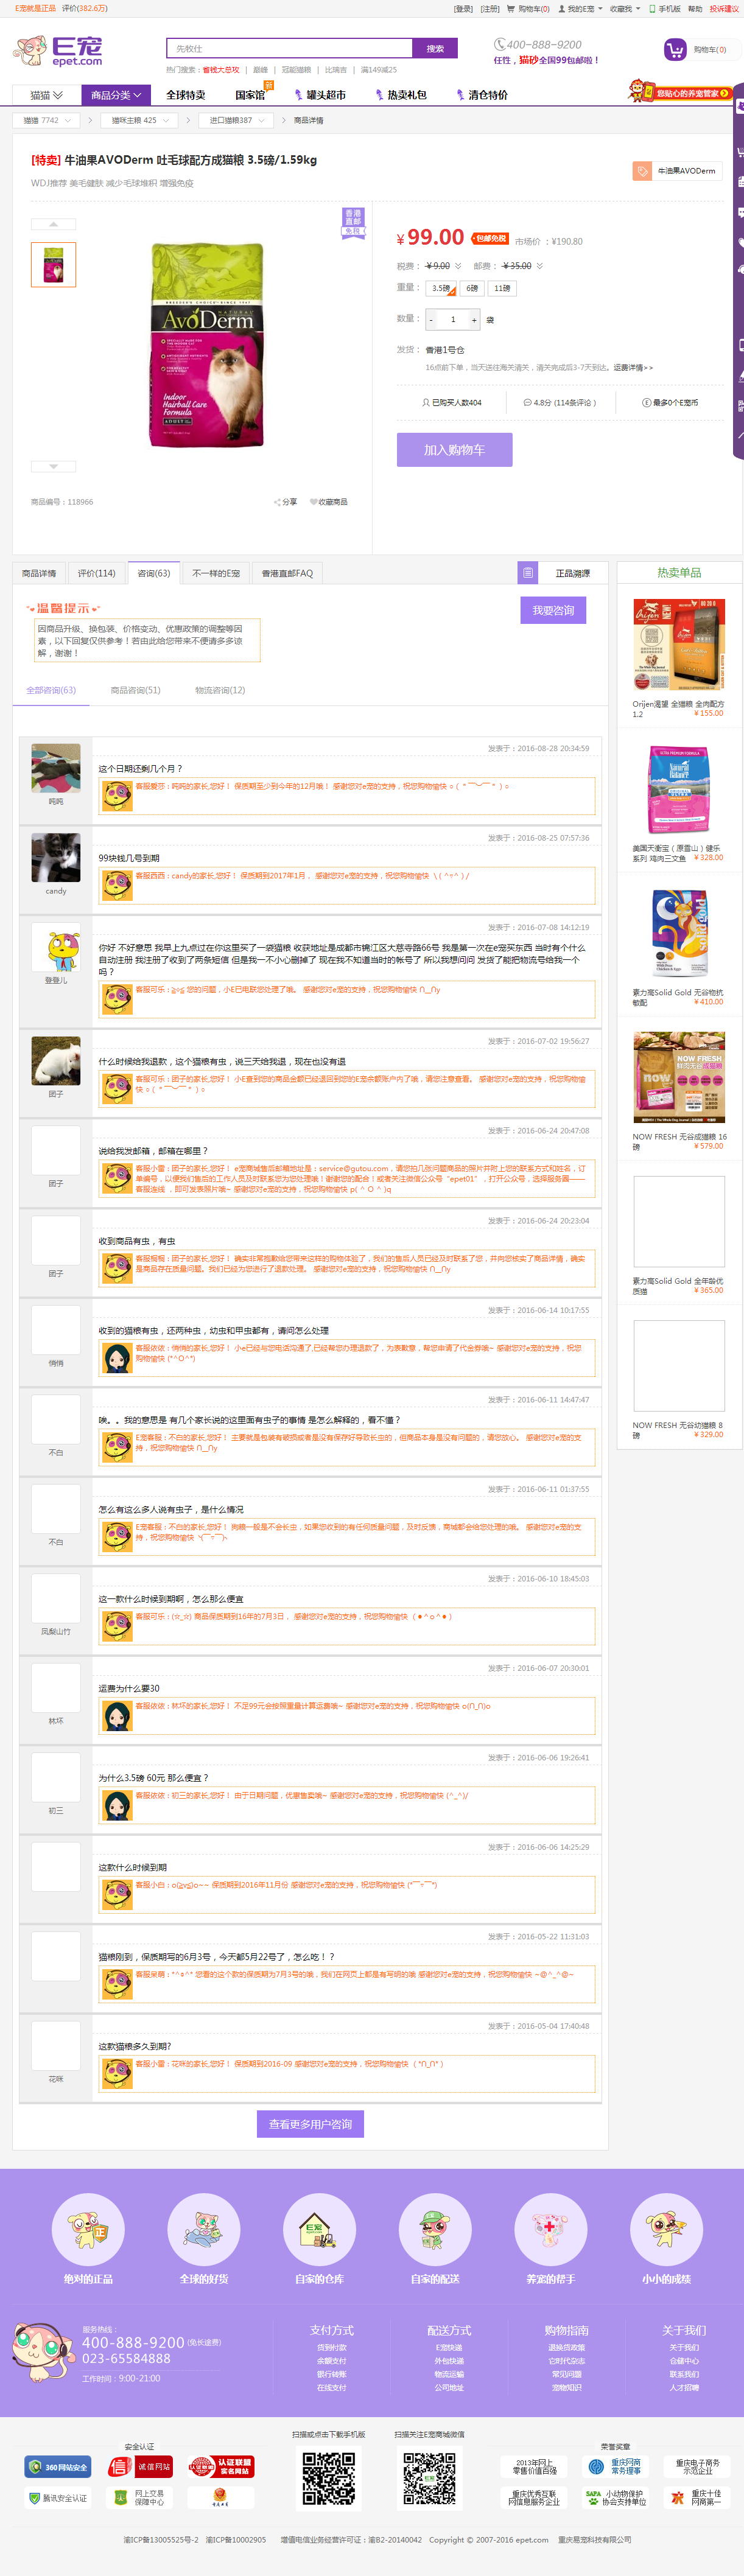 E宠就是正品 评价(382.6万)
[登录] [注册] 购物车(0) 我的E宠 收藏我 手机版 帮助 投诉建议
E宠
epet.com
先牧仕 搜索
热门搜索：省钱大总攻 | 巅峰 | 冠能猫粮 | 比瑞吉 | 满149减25
400-888-9200
任性，猫砂全国99包邮啦！
购物车(0)
猫猫 商品分类 全球特卖 国家馆 罐头超市 热卖礼包 清仓特价 您贴心的养宠管家
猫猫 7742 猫咪主粮 425 进口猫粮387 商品详情
[特卖] 牛油果AVODerm 吐毛球配方成猫粮 3.5磅/1.59kg
WDJ推荐 美毛健肤 减少毛球堆积 增强免疫
牛油果AVODerm
香港直邮
免税
NATURAL
AvoDerm
Indoor
Hairball Care
Formula
ADULT
¥99.00 包邮免税 市场价：¥190.80
税费：¥9.00 邮费：¥35.00
重量：3.5磅 6磅 11磅
数量：- 1 + 袋
发货：香港1号仓
16点前下单，当天送往海关清关，清关完成后3-7天到达。运费详情>>
已购买人数404 4.8分 (114条评论) 最多0个E宠币
加入购物车
商品编号：118966 分享 收藏商品
商品详情 评价(114) 咨询(63) 不一样的E宠 香港直邮FAQ 正品溯源
热卖单品
温馨提示
因商品升级、换包装、价格变动、优惠政策的调整等因
素，以下回复仅供参考！若由此给您带来不便请多多谅
解，谢谢！
我要咨询
全部咨询(63) 商品咨询(51) 物流咨询(12)
Orijen渴望 全猫粮 全肉配方
1.2 ¥155.00
美国天衡宝（原雪山）健乐
系列 鸡肉三文鱼 ¥328.00
素力高Solid Gold 无谷物抗
敏配 ¥410.00
NOW FRESH 无谷成猫粮 16
磅 ¥579.00
素力高Solid Gold 全年龄优
质猫 ¥365.00
NOW FRESH 无谷幼猫粮 8
磅 ¥329.00
发表于：2016-08-28 20:34:59
这个日期还剩几个月？
客服曼莎：吨吨的家长,您好！ 保质期至少到今年的12月哦！ 感谢您对e宠的支持，祝您购物愉快
吨吨
发表于：2016-08-25 07:57:36
99块钱几号到期
客服西西：candy的家长,您好！ 保质期到2017年1月， 感谢您对e宠的支持，祝您购物愉快
candy
发表于：2016-07-08 14:12:19
你好 不好意思 我早上九点过在你这里买了一袋猫粮 收获地址是成都市锦江区大慈寺路66号 我是第一次在e宠买东西 当时有个什么
自动注册 我注册了收到了两条短信 但是我一不小心删掉了 现在我不知道当时的帐号了 所以我想问问 发货了能把物流号给我一个
吗？
客服可乐：≧◇≦ 您的问题，小E已电联您处理了哦。 感谢您对e宠的支持，祝您购物愉快 ∩__∩y
登登儿
发表于：2016-07-02 19:56:27
什么时候给我退款，这个猫粮有虫，说三天给我退，现在也没有退
客服可乐：团子的家长,您好！ 小E查到您的商品金额已经退回到您的E宠余额账户内了哦，请您注意查看。 感谢您对e宠的支持，祝您购物愉
快
团子
发表于：2016-06-24 20:47:08
说给我发邮箱，邮箱在哪里？
客服小雷：团子的家长,您好！ e宠商城售后邮箱地址是：service@gutou.com，请您拍几张问题商品的照片并附上您的联系方式和姓名，订
单编号，以便我们售后的工作人员及时联系您为您处理哦！谢谢您的配合！或者关注微信公众号“epet01”，打开公众号，选择服务圈——
客服连线 ，即可发表照片哦~ 感谢您对e宠的支持，祝您购物愉快 p( ^ O ^ )q
团子
发表于：2016-06-24 20:23:04
收到商品有虫，有虫
客服棍棍：团子的家长,您好！ 确实非常抱歉给您带来这样的购物体验了，我们的售后人员已经及时联系了您，并向您核实了商品详情，确实
是商品存在质量问题。我们已经为您进行了退款处理。 感谢您对e宠的支持，祝您购物愉快 ∩__∩y
团子
发表于：2016-06-14 10:17:55
收到的猫粮有虫，还两种虫，幼虫和甲虫都有，请问怎么处理
客服依依：悄悄的家长,您好！ 小e已经与您电话沟通了,已经帮您办理退款了，为表歉意，帮您申请了代金券哦~ 感谢您对e宠的支持，祝您
购物愉快 (*^O^*)
悄悄
发表于：2016-06-11 14:47:47
唉。。我的意思是 有几个家长说的这里面有虫子的事情 是怎么解释的，看不懂？
E宠客服：不白的家长,您好！ 主要就是包装有破损或者是没有保存好导致长虫的，但商品本身是没有问题的，请您放心。 感谢您对e宠的支
持，祝您购物愉快 ∩__∩y
不白
发表于：2016-06-11 01:37:55
怎么有这么多人说有虫子，是什么情况
E宠客服：不白的家长,您好！ 狗粮一般是不会长虫，如果您收到的有任何质量问题，及时反馈，商城都会给您处理的哦。 感谢您对e宠的支
持，祝您购物愉快
不白
发表于：2016-06-10 18:45:03
这一款什么时候到期啊，怎么那么便宜
客服可乐：(☆_☆) 商品保质期到16年的7月3日， 感谢您对e宠的支持，祝您购物愉快
凤梨山竹
发表于：2016-06-07 20:30:01
运费为什么要30
客服依依：林坏的家长,您好！ 不足99元会按照重量计算运费哦~ 感谢您对e宠的支持，祝您购物愉快 o(∩_∩)o
林坏
发表于：2016-06-06 19:26:41
为什么3.5磅 60元 那么便宜？
客服依依：初三的家长,您好！ 由于日期问题，优惠售卖哦~ 感谢您对e宠的支持，祝您购物愉快 (^_^)/
初三
发表于：2016-06-06 14:25:29
这款什么时候到期
客服小白：o(≧v≦)o~~ 保质期到2016年11月份 感谢您对e宠的支持，祝您购物愉快
发表于：2016-05-22 11:31:03
猫粮刚到，保质期写的6月3号，今天都5月22号了，怎么吃！？
客服呆萌：*^◊^* 您看的这个款的保质期为7月3号的哦，我们在网页上都是有写明的哦 感谢您对e宠的支持，祝您购物愉快 ~@^_^@~
发表于：2016-05-04 17:40:48
这款猫粮多久到期?
客服小雷：花咪的家长,您好！ 保质期到2016-09 感谢您对e宠的支持，祝您购物愉快 ( *∩_∩* )
花咪
查看更多用户咨询
绝对的正品 全球的好货 自家的仓库 自家的配送 养宠的帮手 小小的成绩
服务热线：
400-888-9200 (免长途费)
023-65584888
工作时间：9:00-21:00
支付方式 配送方式 购物指南 关于我们
货到付款 E宠快递 退换货政策 关于我们
余额支付 外包快递 它时代杂志 仓储中心
银行转账 物流运输 常见问题 联系我们
在线支付 公司地址 宠物知识 人才招聘
安全认证 扫描或点击下载手机版 扫描关注E宠商城微信 荣誉奖章
360网站安全 诚信网站 认证联盟 实名网站
腾讯安全认证 网上交易保障中心
2013年网上零售价值百强 重庆网商常务理事 重庆电子商务示范企业
重庆优秀互联网信息服务企业 SAPA 小动物保护协会支持单位 重庆十佳网商第一
渝ICP备13005525号-2 渝ICP备10002905 增值电信业务经营许可证：渝B2-20140042 Copyright © 2007-2016 epet.com 重庆易宠科技有限公司